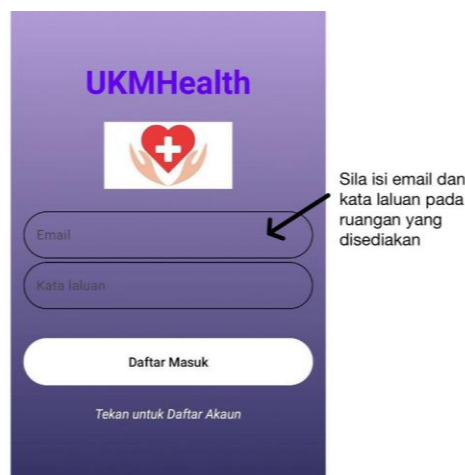 UKMHealth
Sila isi email dan
kata laluan pada
ruangan yang
disediakan
Email
Kata laluan
Daftar Masuk
Tekan untuk Daftar Akaun